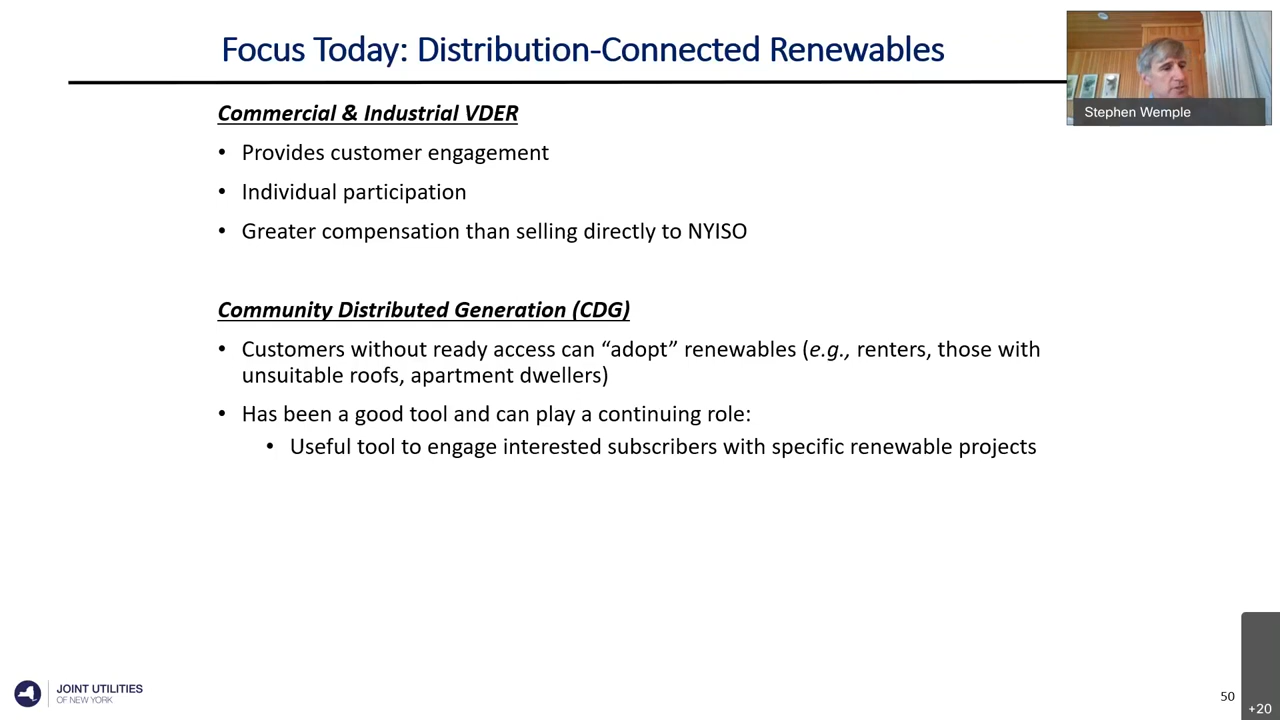 Focus Today: Distribution-Connected Renewables
Stephen Wemple
Commercial & Industrial VDER
• Provides customer engagement
• Individual participation
• Greater compensation than selling directly to NYISO
Community Distributed Generation (CDG)
• Customers without ready access can “adopt” renewables (e.g., renters, those with
unsuitable roofs, apartment dwellers)
• Has been a good tool and can play a continuing role:
• Useful tool to engage interested subscribers with specific renewable projects
JOINT UTILITIES
OF NEW YORK
50
+20